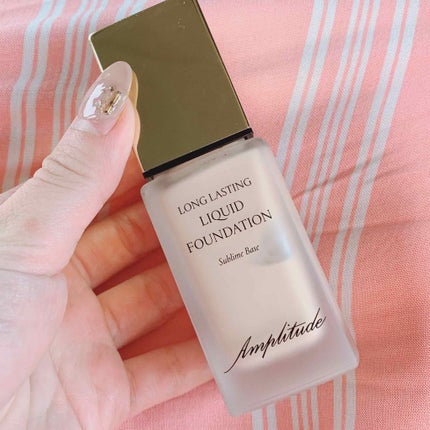 LONG LASTING
LIQUID
FOUNDATION
Sublime Base
Amplitude